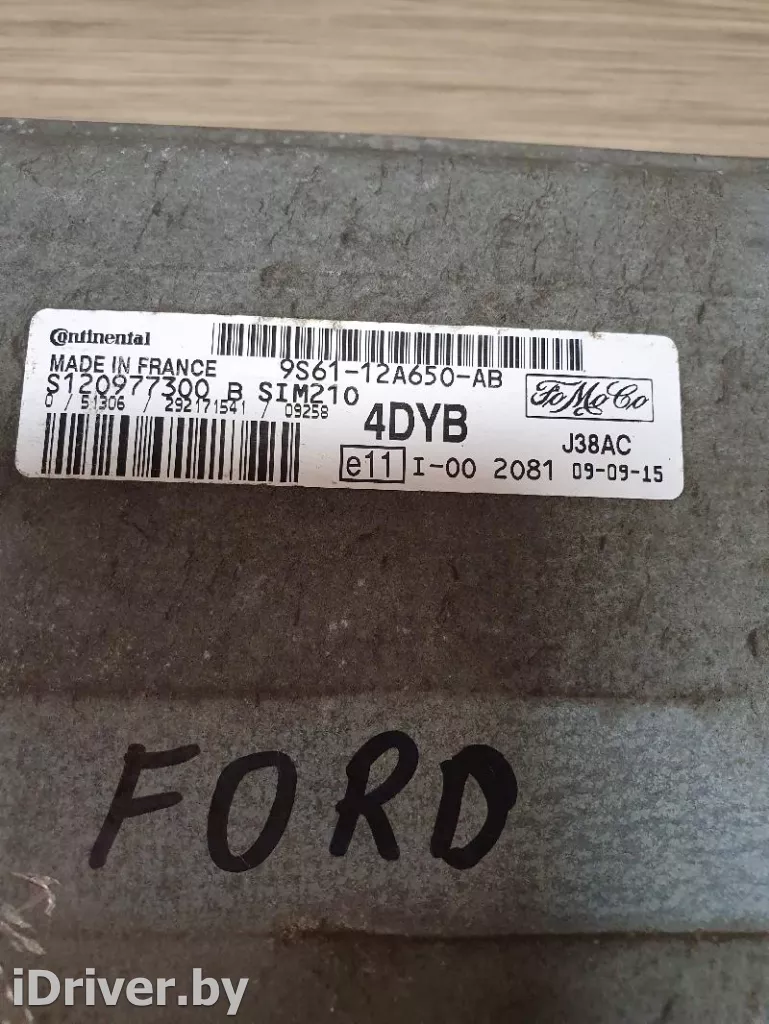 Continental
MADE IN FRANCE
9S61-12A650-AB
S120977300 B SIM210
0 / 51306 / 292171541 / 09258
4DYB
FoMoCo
J38AC
e11 I-00 2081 09-09-15
FORD
iDriver.by